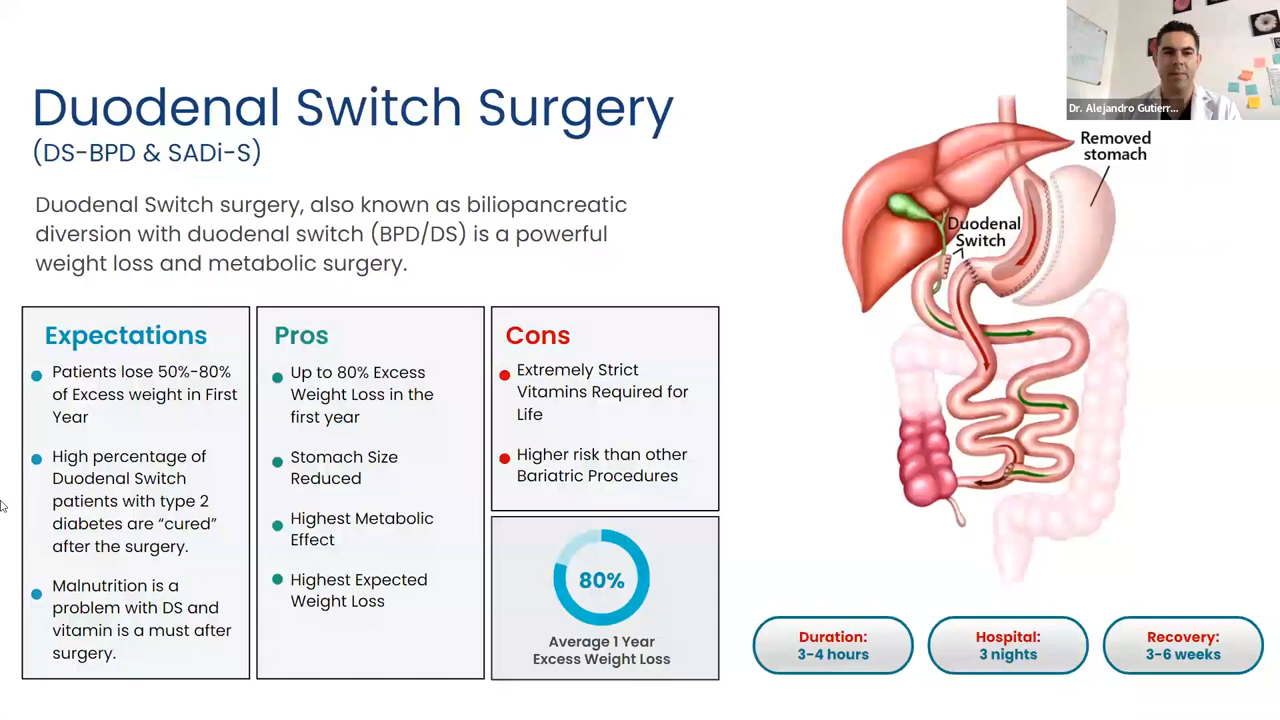 Duodenal Switch Surgery
(DS-BPD & SADi-S)
Duodenal Switch surgery, also known as biliopancreatic
diversion with duodenal switch (BPD/DS) is a powerful
weight loss and metabolic surgery.
Expectations
Patients lose 50%-80%
of Excess weight in First
Year
High percentage of
Duodenal Switch
patients with type 2
diabetes are “cured”
after the surgery.
Malnutrition is a
problem with DS and
vitamin is a must after
surgery.
Pros
Up to 80% Excess
Weight Loss in the
first year
Stomach Size
Reduced
Highest Metabolic
Effect
Highest Expected
Weight Loss
Cons
Extremely Strict
Vitamins Required for
Life
Higher risk than other
Bariatric Procedures
80%
Average 1 Year
Excess Weight Loss
Dr. Alejandro Gutierr...
Removed
stomach
Duodenal
Switch
Duration:
3-4 hours
Hospital:
3 nights
Recovery:
3-6 weeks